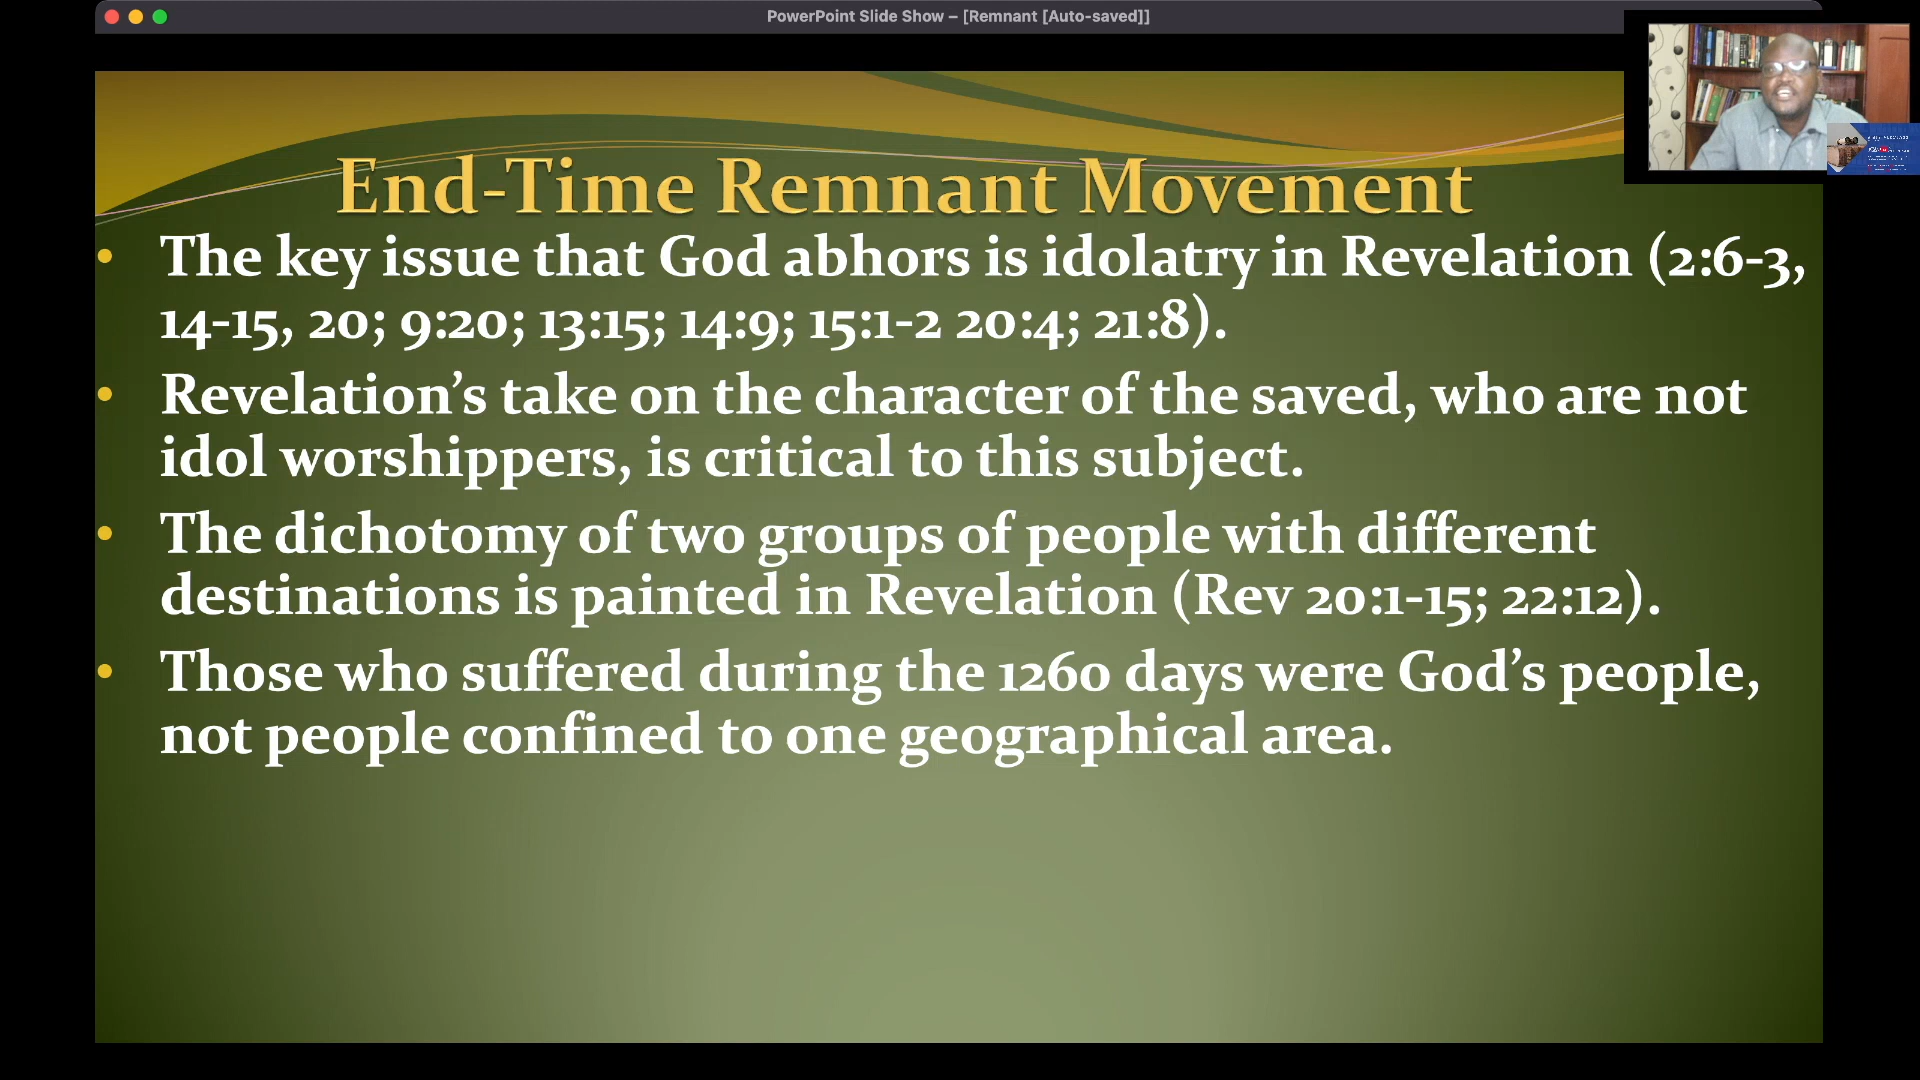 PowerPoint Slide Show – [Remnant [Auto-saved]]
End-Time Remnant Movement
• The key issue that God abhors is idolatry in Revelation (2:6-3,
14-15, 20; 9:20; 13:15; 14:9; 15:1-2 20:4; 21:8).
• Revelation’s take on the character of the saved, who are not
idol worshippers, is critical to this subject.
• The dichotomy of two groups of people with different
destinations is painted in Revelation (Rev 20:1-15; 22:12).
• Those who suffered during the 1260 days were God’s people,
not people confined to one geographical area.